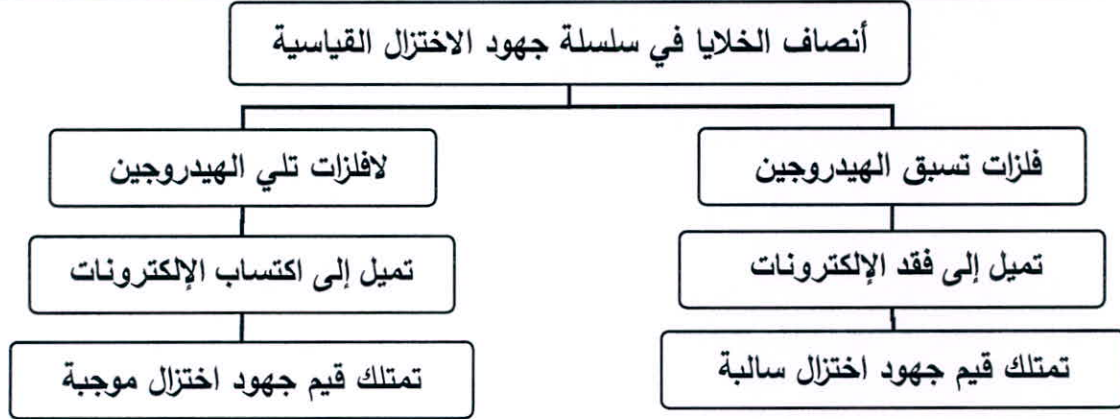 أنصاف الخلايا في سلسلة جهود الاختزال القياسية
فلزات تسبق الهيدروجين
لافلزات تلي الهيدروجين
تميل إلى فقد الإلكترونات
تميل إلى اكتساب الإلكترونات
تمتلك قيم جهود اختزال سالبة
تمتلك قيم جهود اختزال موجبة